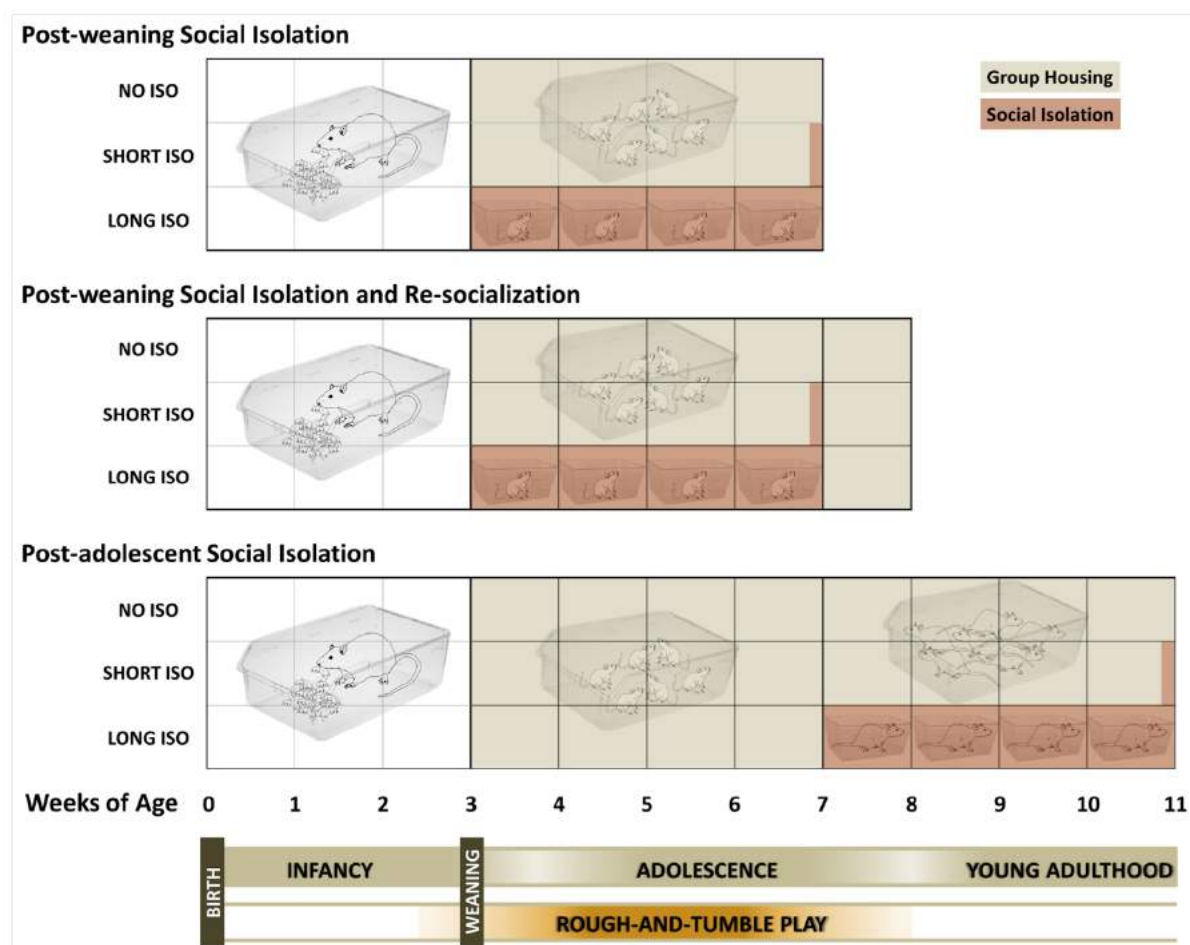 Post-weaning Social Isolation
NO ISO
SHORT ISO
LONG ISO
Group Housing
Social Isolation
Post-weaning Social Isolation and Re-socialization
NO ISO
SHORT ISO
LONG ISO
Post-adolescent Social Isolation
NO ISO
SHORT ISO
LONG ISO
Weeks of Age 0 1 2 3 4 5 6 7 8 9 10 11
BIRTH
INFANCY
WEANING
ADOLESCENCE
YOUNG ADULTHOOD
ROUGH-AND-TUMBLE PLAY